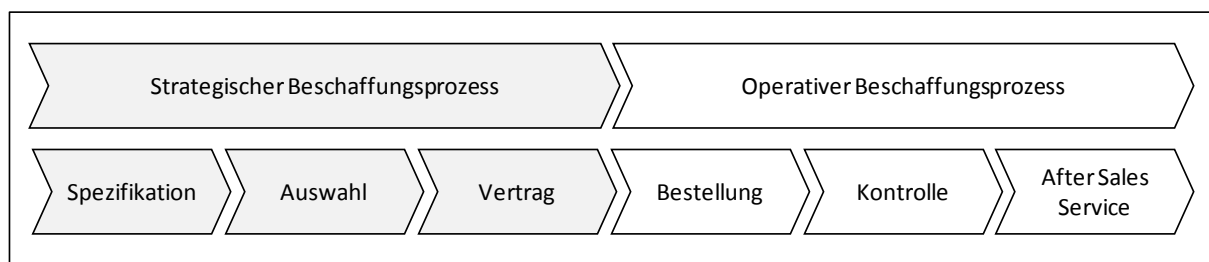 Strategischer Beschaffungsprozess
Operativer Beschaffungsprozess
Spezifikation
Auswahl
Vertrag
Bestellung
Kontrolle
After Sales
Service